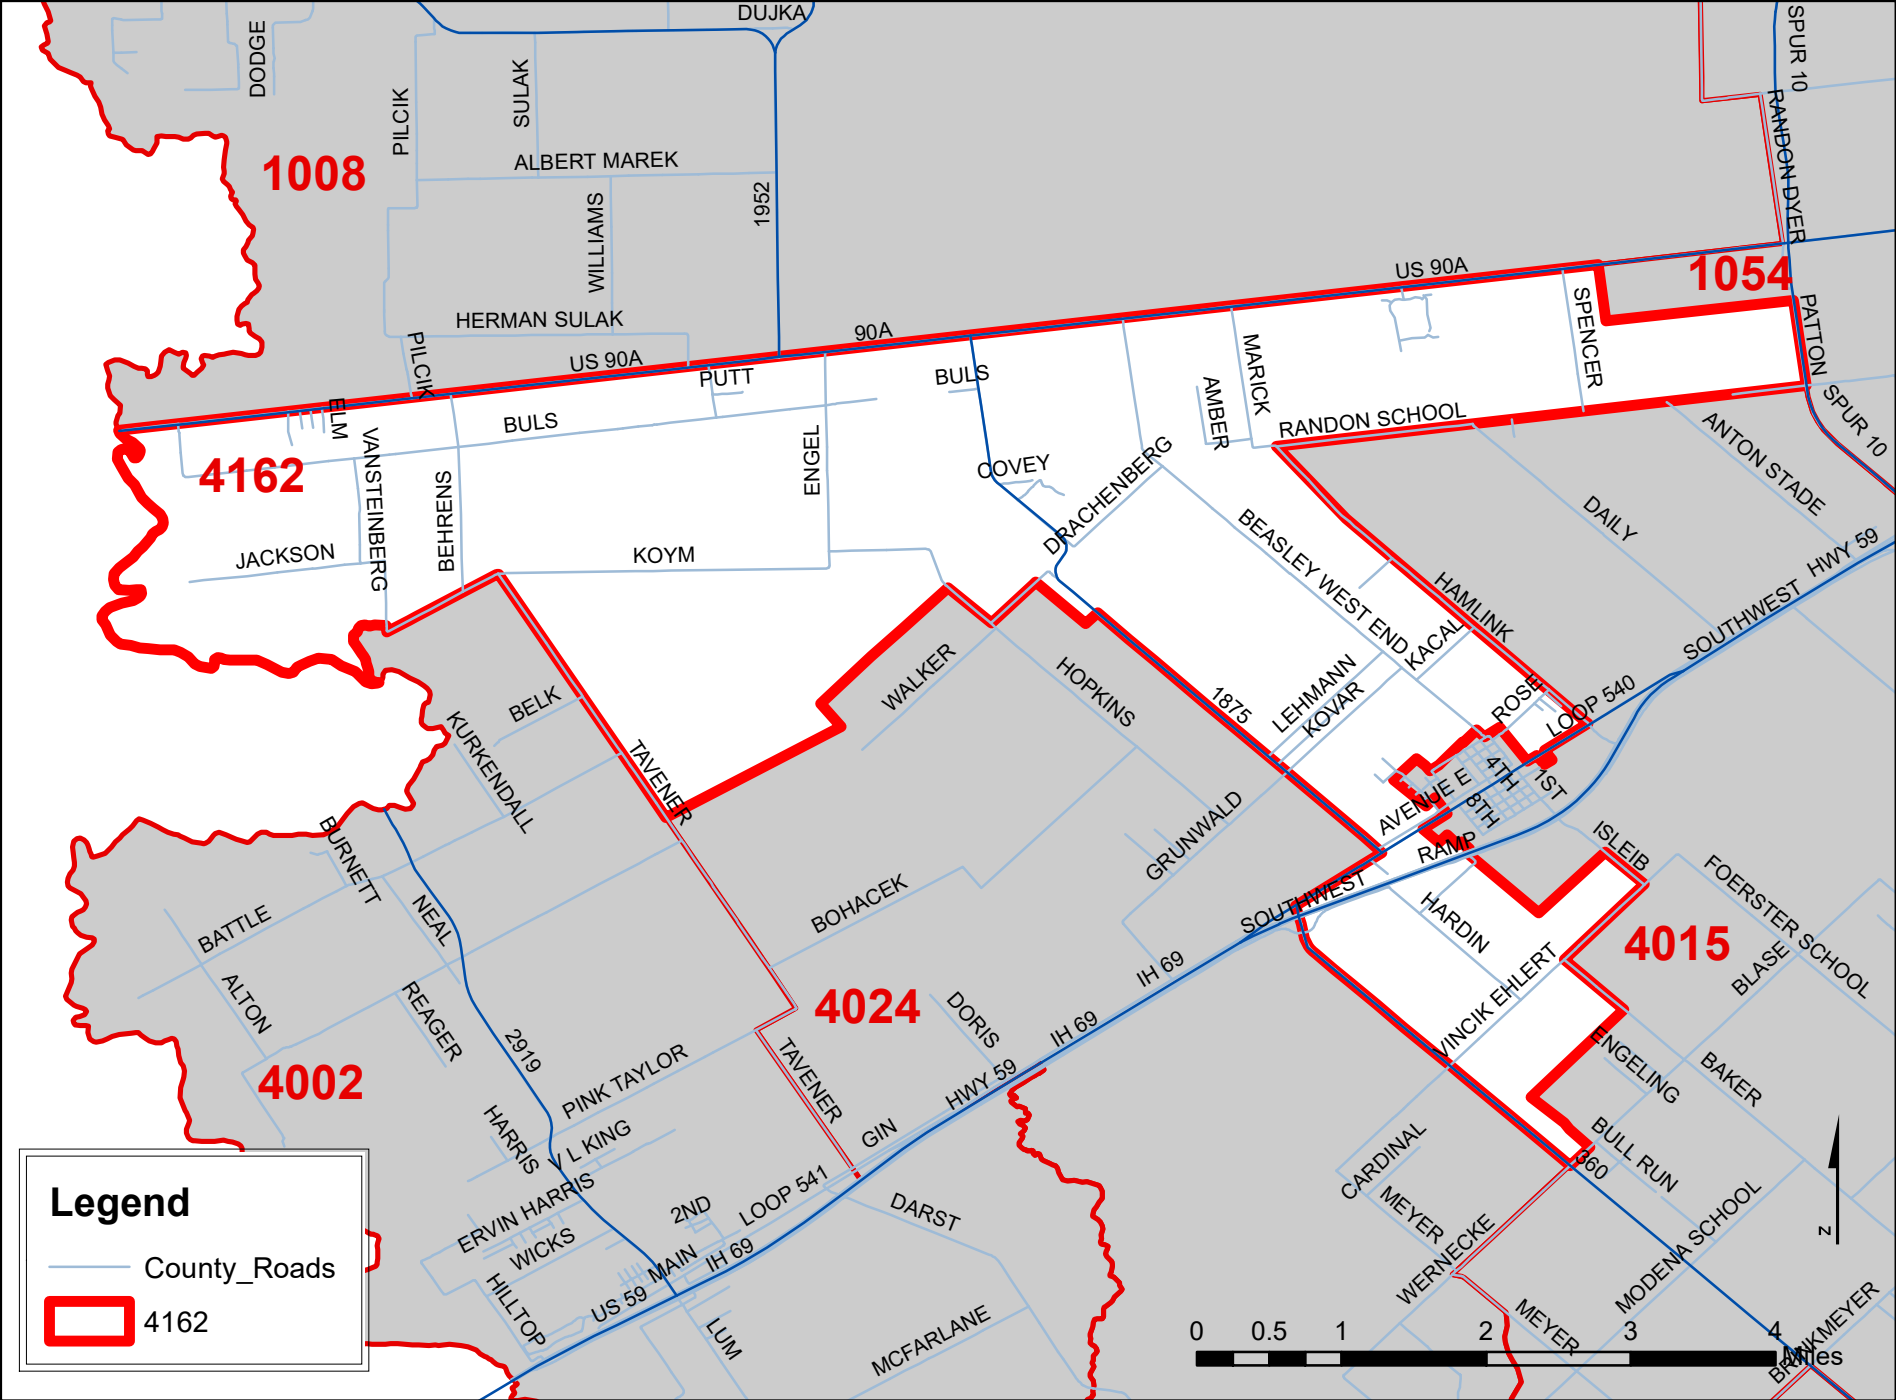 DUJKA
SPUR 10
DODGE
PILCIK
SULAK
RANDON DYER
ALBERT MAREK
1008
1952
WILLIAMS
US 90A
1054
SPENCER
PATTON
HERMAN SULAK
90A
US 90A
PILCIK
PUTT
BULS
MARICK
AMBER
ELM
BULS
RANDON SCHOOL
SPUR 10
ANTON STADE
VANSTEINBERG
ENGEL
4162
BEHRENS
COVEY
DRACHENBERG
BEASLEY WEST END
DAILY
JACKSON
KOYM
HWY 59
HAMLINK
SOUTHWEST
KACAL
WALKER
HOPKINS
LEHMANN
KOVAR
ROSE
LOOP 540
BELK
1875
KURKENDALL
TAVENER
4TH
1ST
AVENUE E
8TH
GRUNWALD
RAMP
ISLEIB
BURNETT
BOHACEK
SOUTHWEST
HARDIN
FOERSTER SCHOOL
NEAL
BATTLE
4015
BLASE
IH 69
ALTON
REAGER
4024
DORIS
VINCIK EHLERT
IH 69
2919
TAVENER
ENGELING
BAKER
4002
PINK TAYLOR
HWY 59
HARRIS
V L KING
GIN
CARDINAL
BULL RUN
360
ERVIN HARRIS
LOOP 541
DARST
MEYER
MODENA SCHOOL
2ND
WICKS
WERNECKE
MAIN
IH 69
HILLTOP
US 59
LUM
MCFARLANE
MEYER
BRINKMEYER
Legend
County_Roads
4162
N
0 0.5 1 2 3 4
Miles